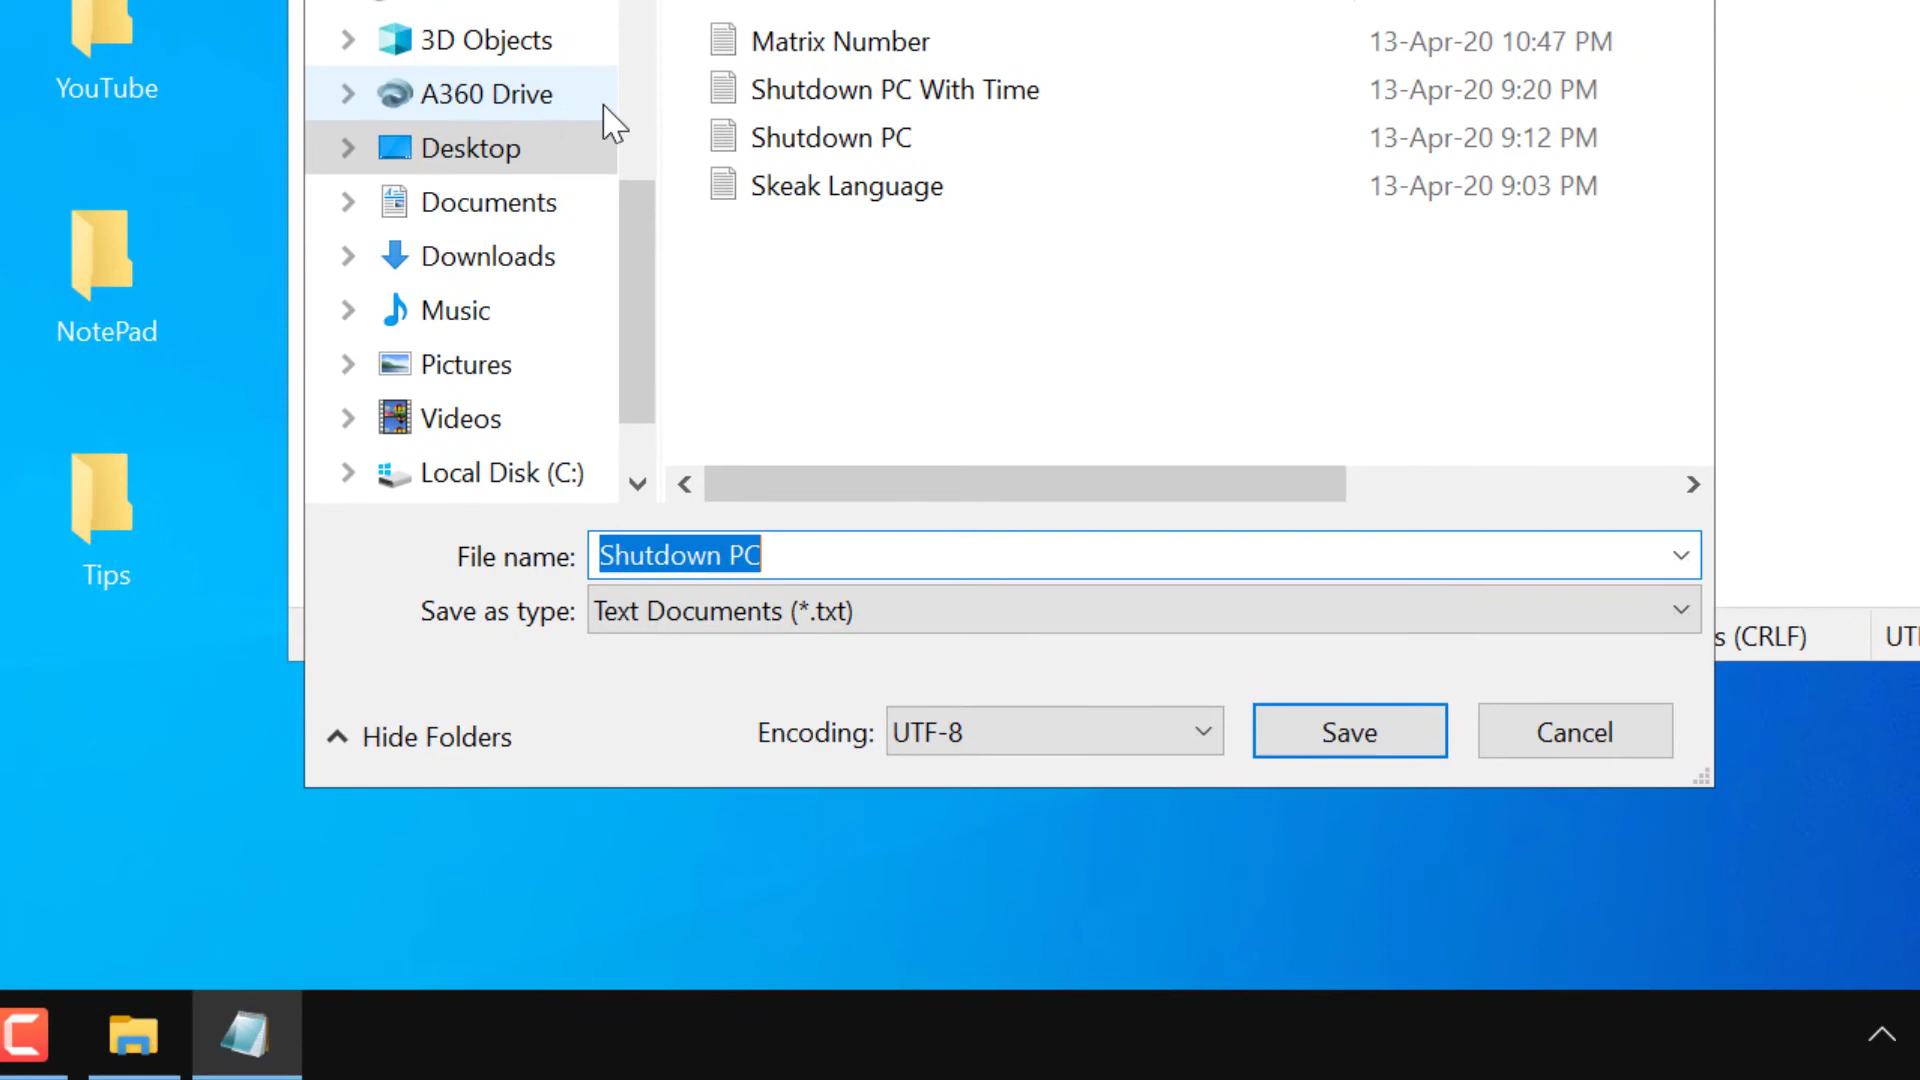 YouTube
NotePad
Tips
3D Objects
A360 Drive
Desktop
Documents
Downloads
Music
Pictures
Videos
Local Disk (C:)
Matrix Number 13-Apr-20 10:47 PM
Shutdown PC With Time 13-Apr-20 9:20 PM
Shutdown PC 13-Apr-20 9:12 PM
Skeak Language 13-Apr-20 9:03 PM
File name: Shutdown PC
Save as type: Text Documents (*.txt)
s (CRLF)
Hide Folders
Encoding: UTF-8
Save
Cancel